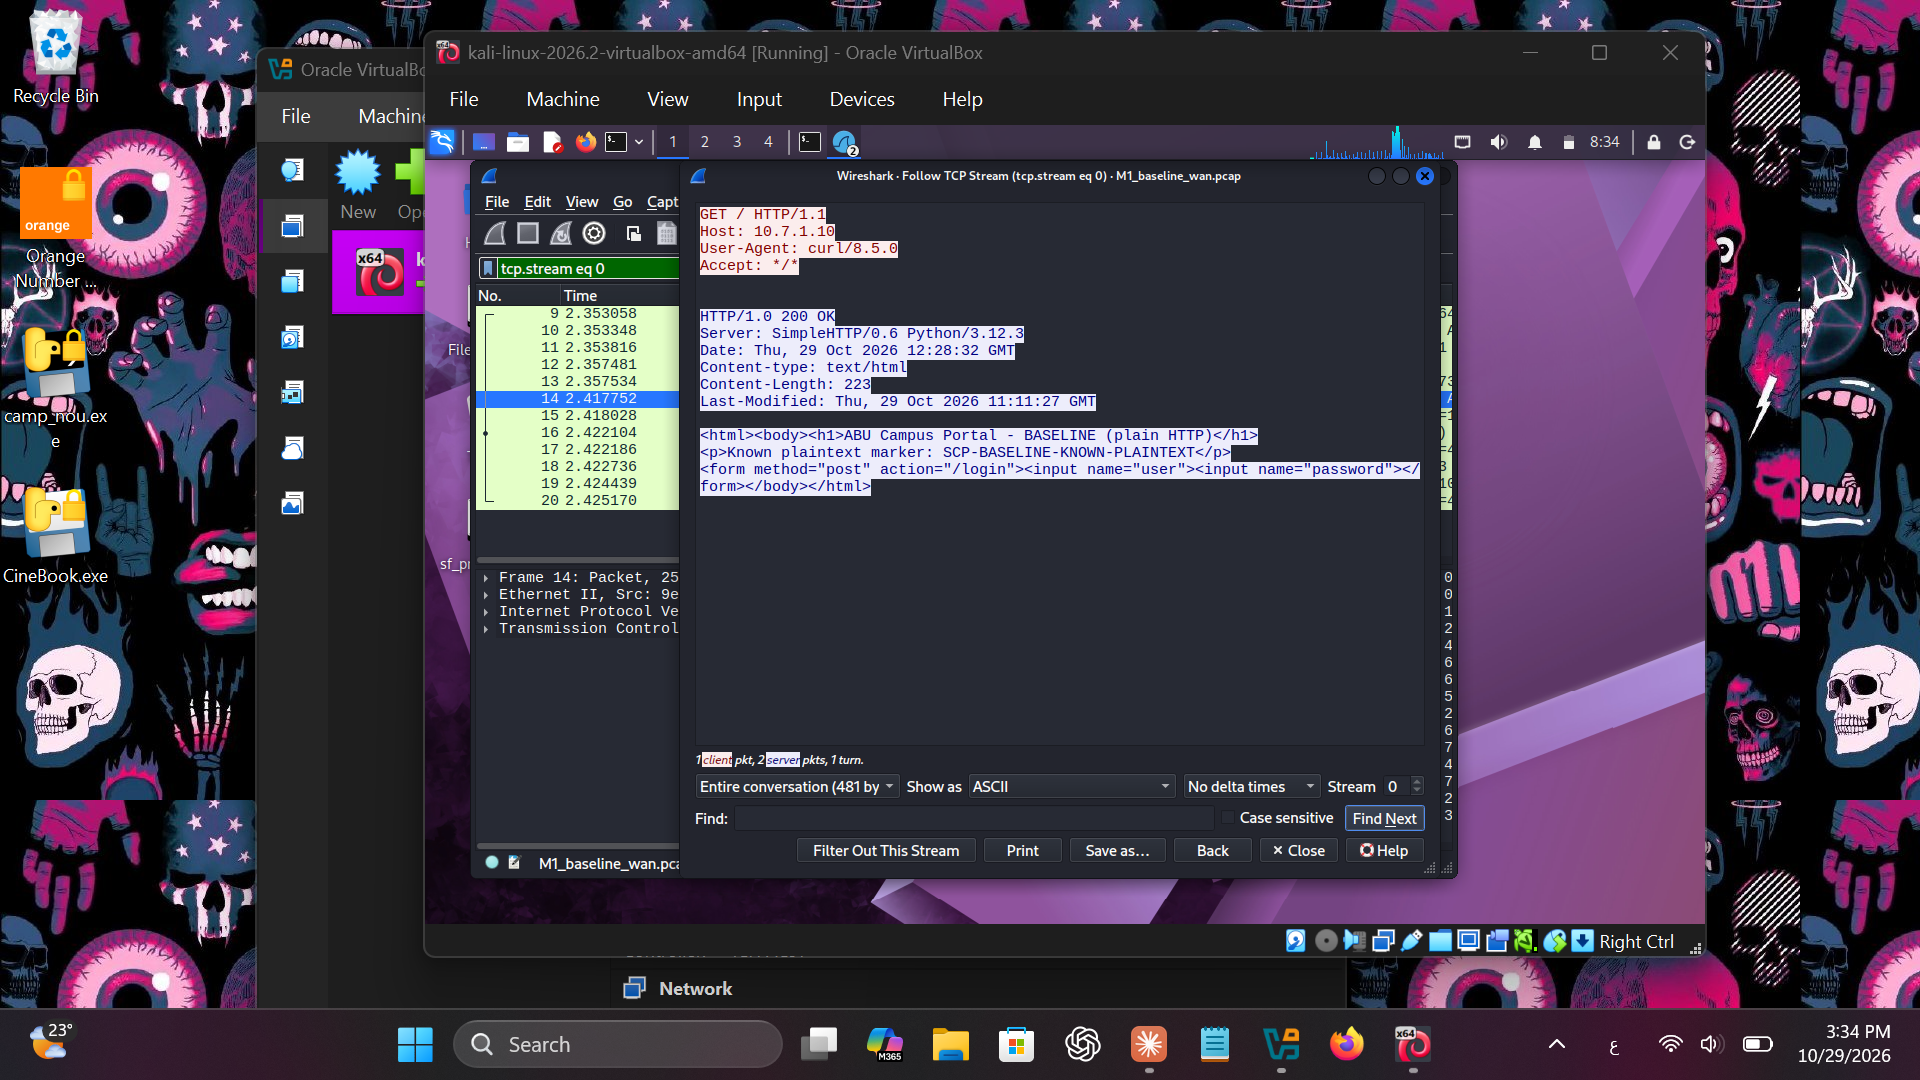 Recycle Bin
orange
Orange
Number ...
camp_nou.ex
e
CineBook.exe
Oracle VirtualBo
File
Machine
New
x64
kali-linux-2026.2-virtualbox-amd64 [Running] - Oracle VirtualBox
File Machine View Input Devices Help
1 2 3 4
2
8:34
Wireshark · Follow TCP Stream (tcp.stream eq 0) · M1_baseline_wan.pcap
File Edit View Go Capt
tcp.stream eq 0
No. Time
9 2.353058
10 2.353348
11 2.353816
12 2.357481
13 2.357534
14 2.417752
15 2.418028
16 2.422104
17 2.422186
18 2.422736
19 2.424439
20 2.425170
Frame 14: Packet, 25
Ethernet II, Src: 9e
Internet Protocol Ve
Transmission Control
M1_baseline_wan.pca
GET / HTTP/1.1
Host: 10.7.1.10
User-Agent: curl/8.5.0
Accept: */*
HTTP/1.0 200 OK
Server: SimpleHTTP/0.6 Python/3.12.3
Date: Thu, 29 Oct 2026 12:28:32 GMT
Content-type: text/html
Content-Length: 223
Last-Modified: Thu, 29 Oct 2026 11:11:27 GMT
<html><body><h1>ABU Campus Portal - BASELINE (plain HTTP)</h1>
<p>Known plaintext marker: SCP-BASELINE-KNOWN-PLAINTEXT</p>
<form method="post" action="/login"><input name="user"><input name="password"></
form></body></html>
1 client pkt, 2 server pkts, 1 turn.
Entire conversation (481 by Show as ASCII No delta times Stream 0
Find: Case sensitive Find Next
Filter Out This Stream Print Save as… Back Close Help
Right Ctrl
Network
23°
Search
M365
x64
ع
3:34 PM
10/29/2026